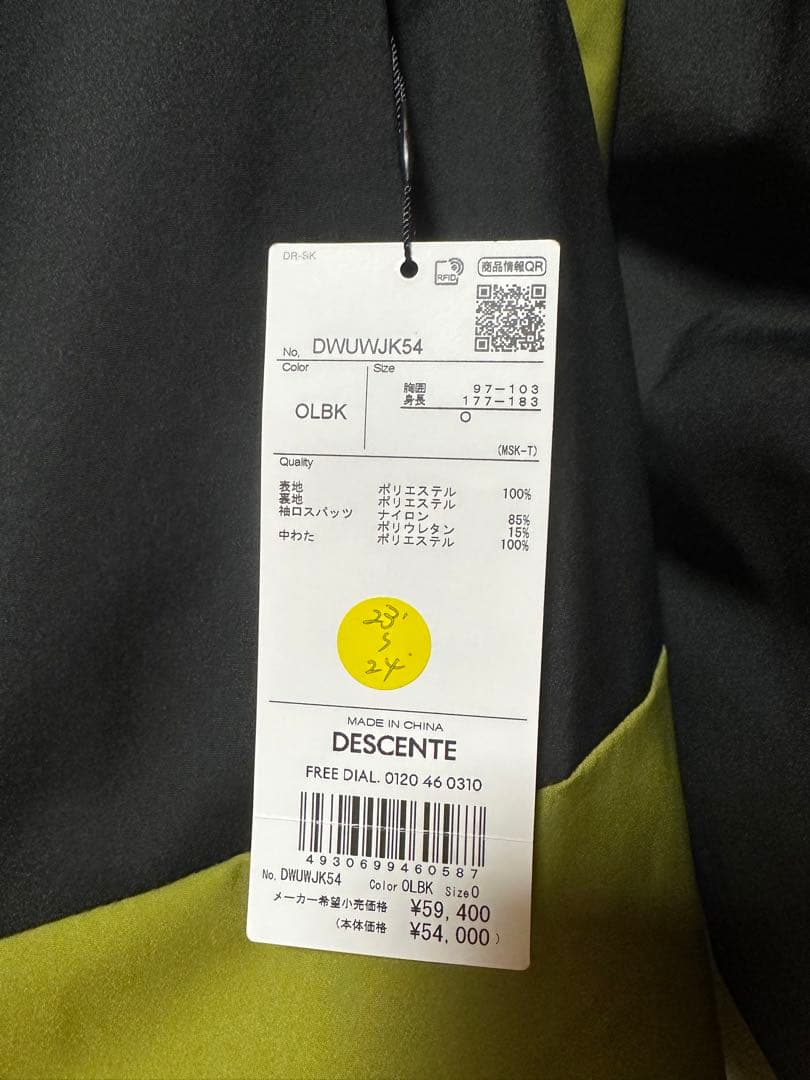 DR-SK
RFID
商品情報QR
No, DWUWJK54
Color
Size
OLBK
胸囲 97-103
身長 177-183
O
(MSK-T)
Quality
表地 ポリエステル 100%
裏地 ポリエステル
袖口スパッツ ナイロン 85%
ポリウレタン 15%
中わた ポリエステル 100%
23'
24'
MADE IN CHINA
DESCENTE
FREE DIAL. 0120 46 0310
4930699460587
No. DWUWJK54 Color OLBK Size O
メーカー希望小売価格 ¥59,400
(本体価格 ¥54,000)